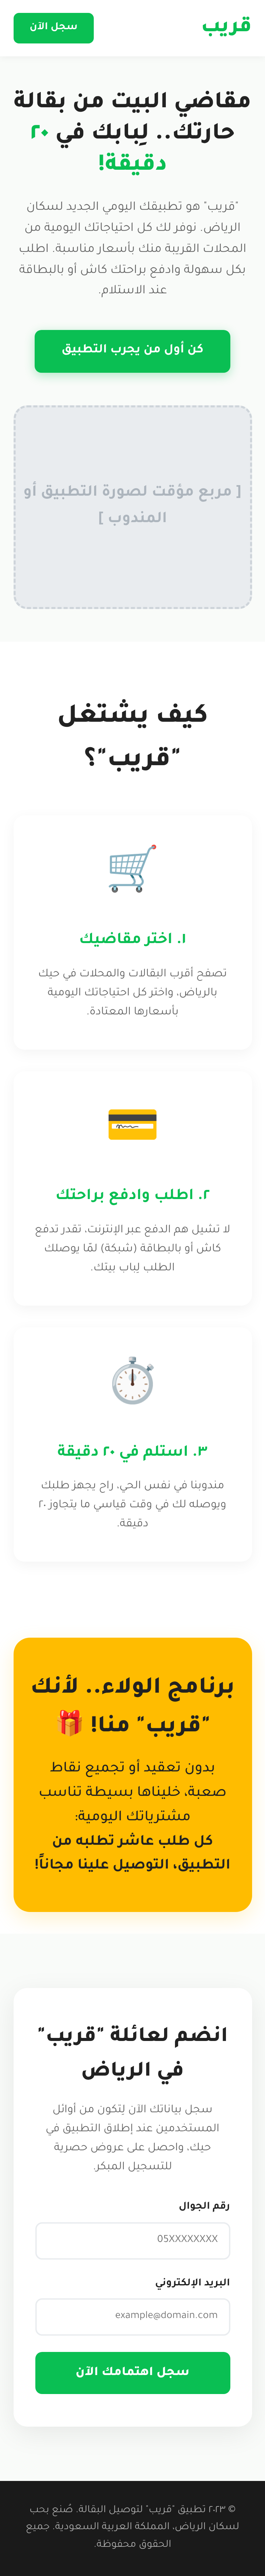 قريب
سجل الآن
مقاضي البيت من بقالة
حارتك.. لِبابك في ٢٠
دقيقة!
"قريب" هو تطبيقك اليومي الجديد لسكان
الرياض. نوفر لك كل احتياجاتك اليومية من
المحلات القريبة منك بأسعار مناسبة. اطلب
بكل سهولة وادفع براحتك كاش أو بالبطاقة
عند الاستلام.
كن أول من يجرب التطبيق
[ مربع مؤقت لصورة التطبيق أو
المندوب ]
كيف يشتغل
"قريب"؟
١. اختر مقاضيك
تصفح أقرب البقالات والمحلات في حيك
بالرياض، واختر كل احتياجاتك اليومية
بأسعارها المعتادة.
٢. اطلب وادفع براحتك
لا تشيل هم الدفع عبر الإنترنت، تقدر تدفع
كاش أو بالبطاقة (شبكة) لمّا يوصلك
الطلب لِباب بيتك.
٣. استلم في ٢٠ دقيقة
مندوبنا في نفس الحي، راح يجهز طلبك
ويوصله لك في وقت قياسي ما يتجاوز ٢٠
دقيقة.
برنامج الولاء.. لأنك
"قريب" منا! 🎁
بدون تعقيد أو تجميع نقاط
صعبة، خليناها بسيطة تناسب
مشترياتك اليومية:
كل طلب عاشر تطلبه من
التطبيق، التوصيل علينا مجاناً!
انضم لعائلة "قريب"
في الرياض
سجل بياناتك الآن ليتكون من أوائل
المستخدمين عند إطلاق التطبيق في
حيك، واحصل على عروض حصرية
للتسجيل المبكر.
رقم الجوال
05XXXXXXXX
البريد الإلكتروني
example@domain.com
سجل اهتمامك الآن
© ٢٠٢٣ تطبيق "قريب" لتوصيل البقالة. صُنع بحب
لسكان الرياض، المملكة العربية السعودية. جميع
الحقوق محفوظة.